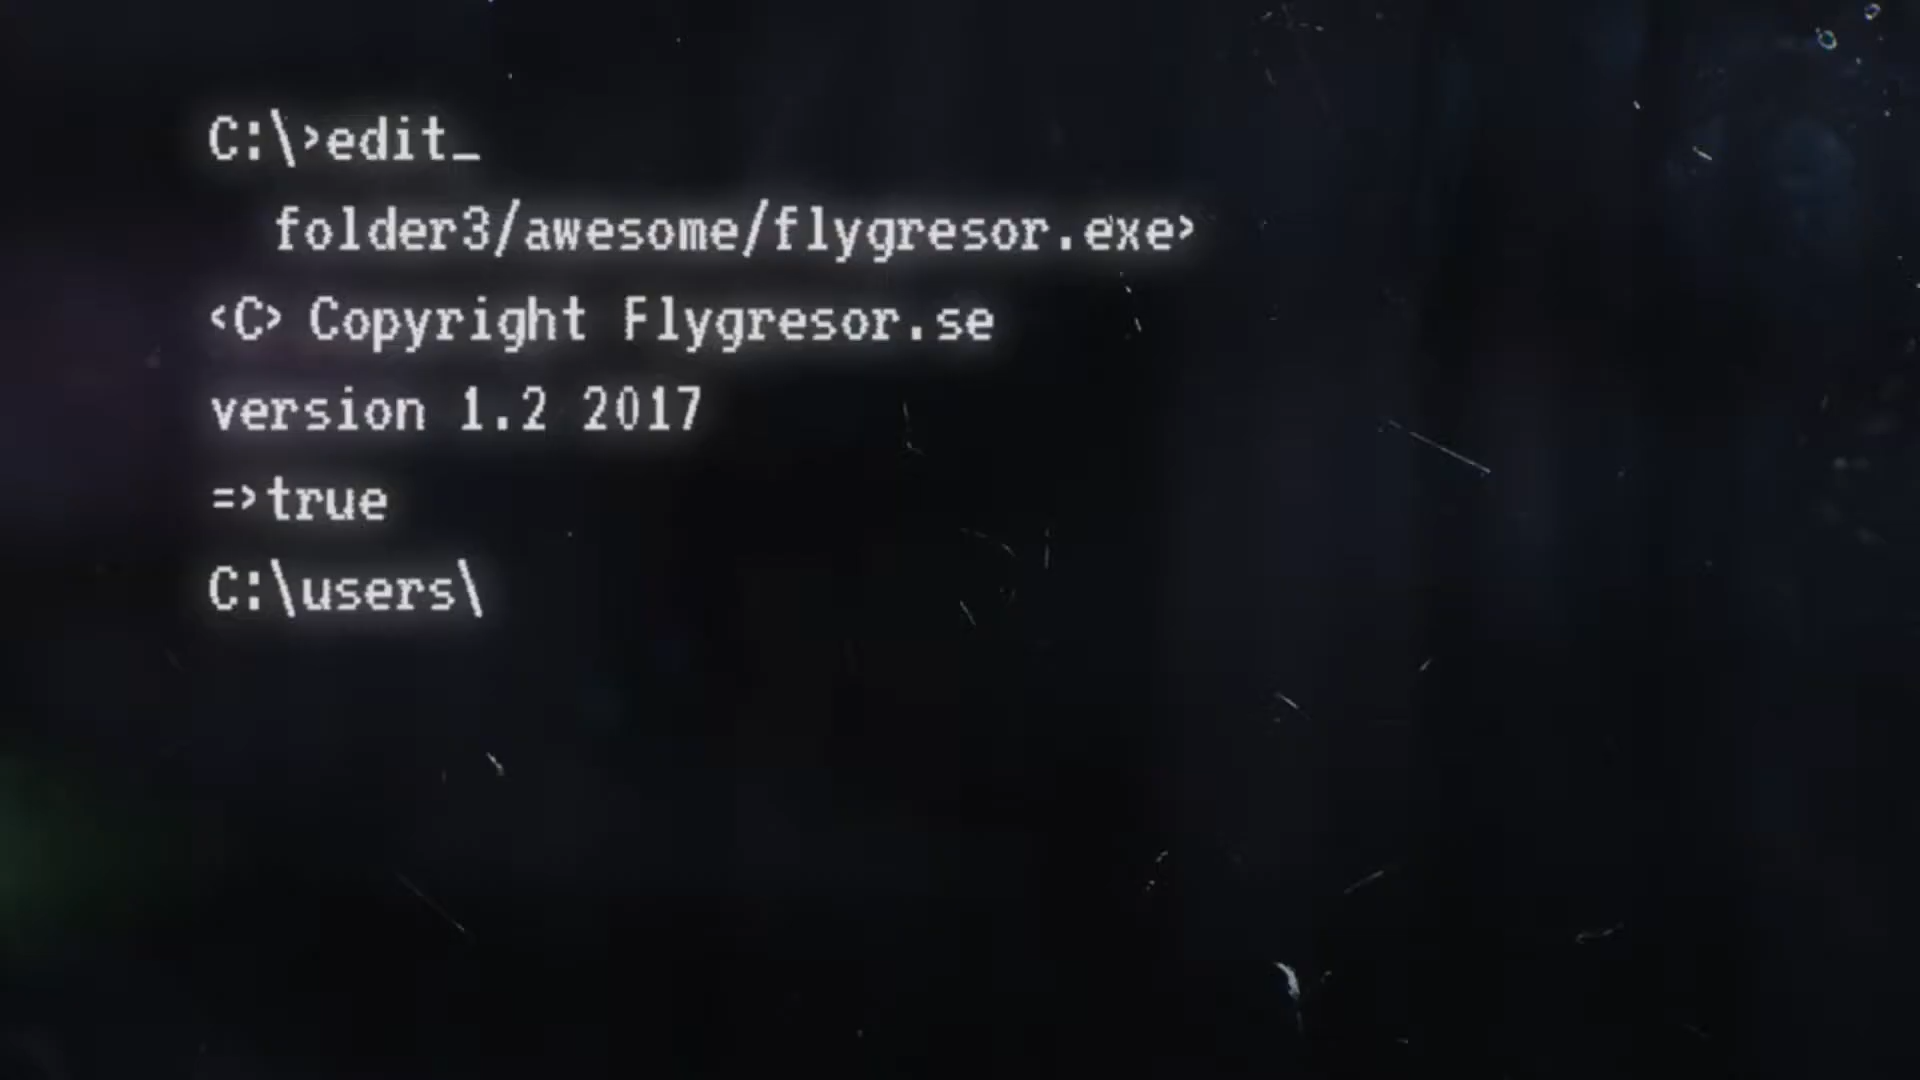 C:\>edit_
folder3/awesome/flygresor.exe>
<C> Copyright Flygresor.se
version 1.2 2017
=>true
C:\users\